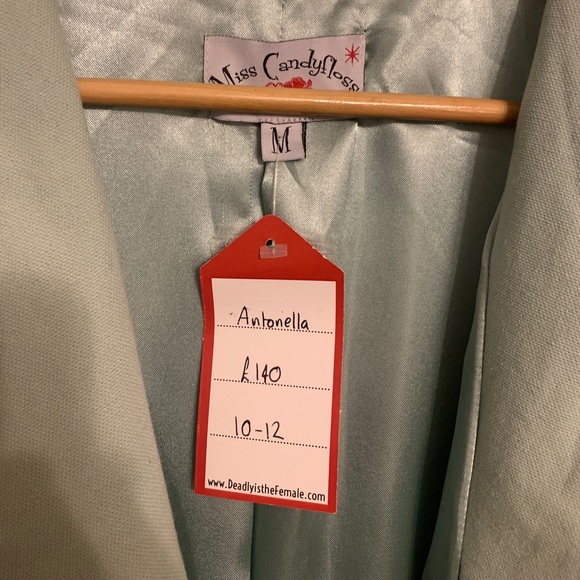 Miss Candyfloss
M
Antonella
£140
10-12
www.DeadlyistheFemale.com